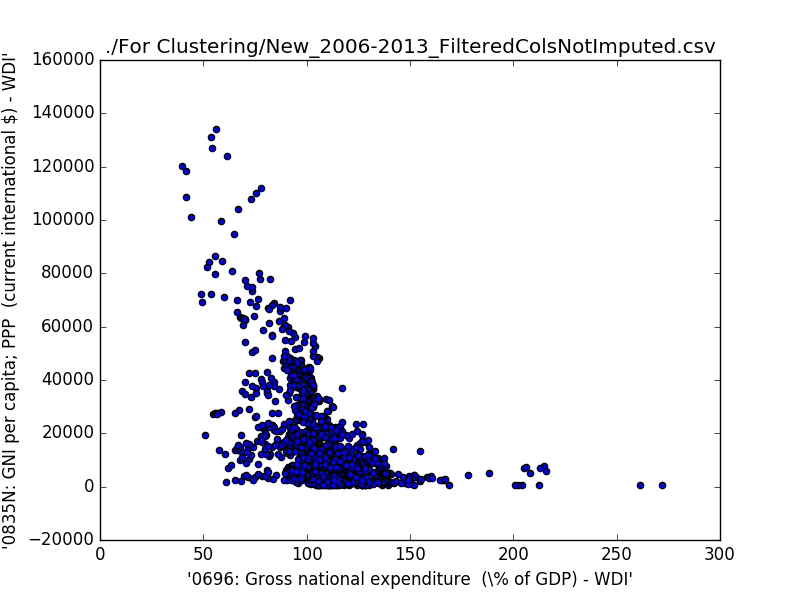 ./For Clustering/New_2006-2013_FilteredColsNotImputed.csv
160000
140000
120000
100000
80000
60000
40000
20000
0
−20000
0 50 100 150 200 250 300
'0835N: GNI per capita; PPP  (current international $) - WDI'
'0696: Gross national expenditure  (\% of GDP) - WDI'